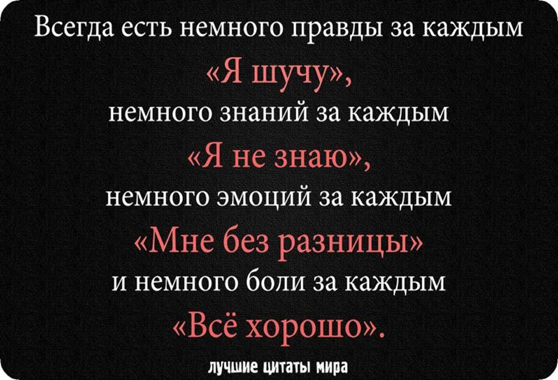 Всегда есть немного правды за каждым
«Я шучу»,
немного знаний за каждым
«Я не знаю»,
немного эмоций за каждым
«Мне без разницы»
и немного боли за каждым
«Всё хорошо».
лучшие цитаты мира